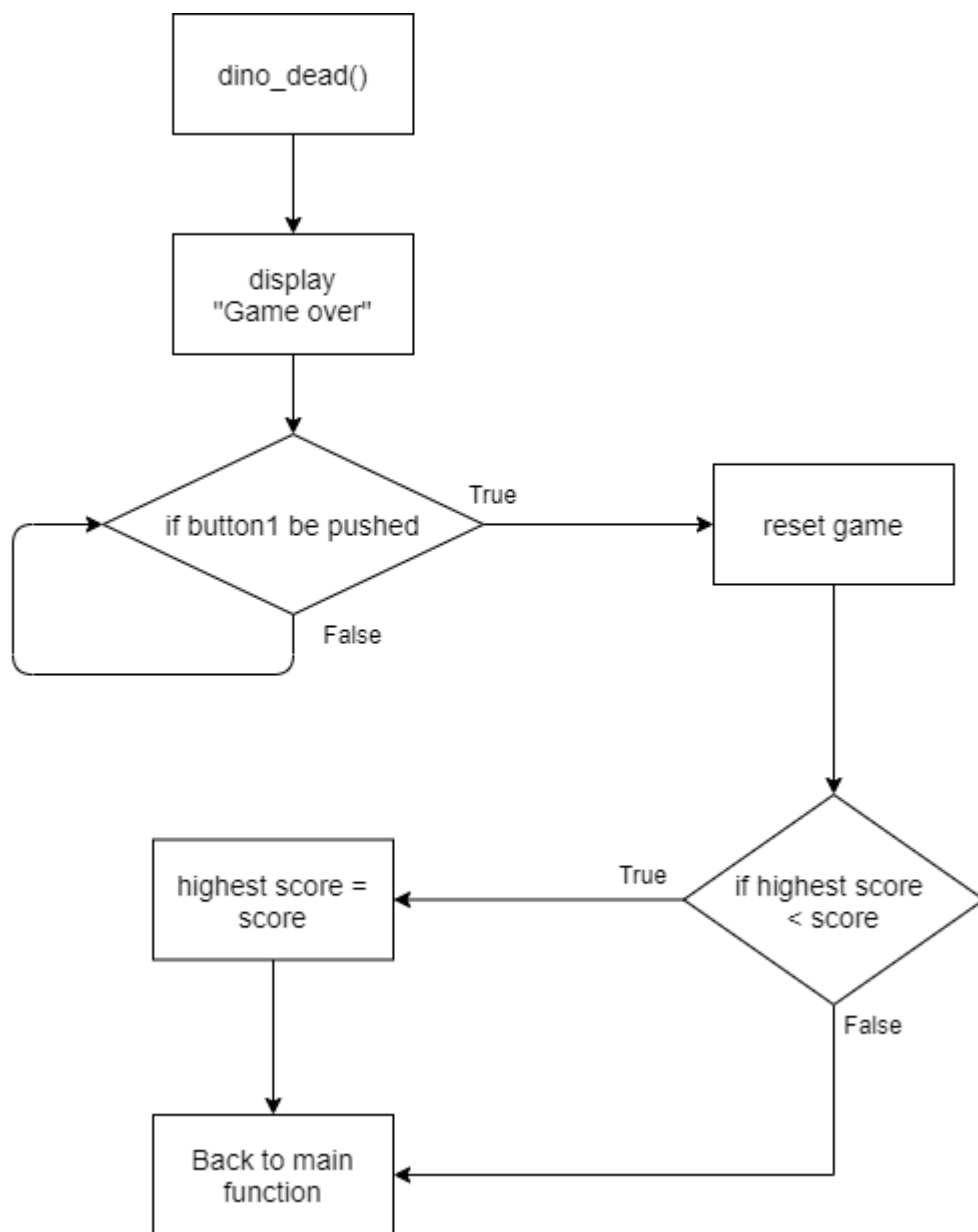 dino_dead()
display
"Game over"
if button1 be pushed
True
False
reset game
if highest score
< score
True
False
highest score =
score
Back to main
function